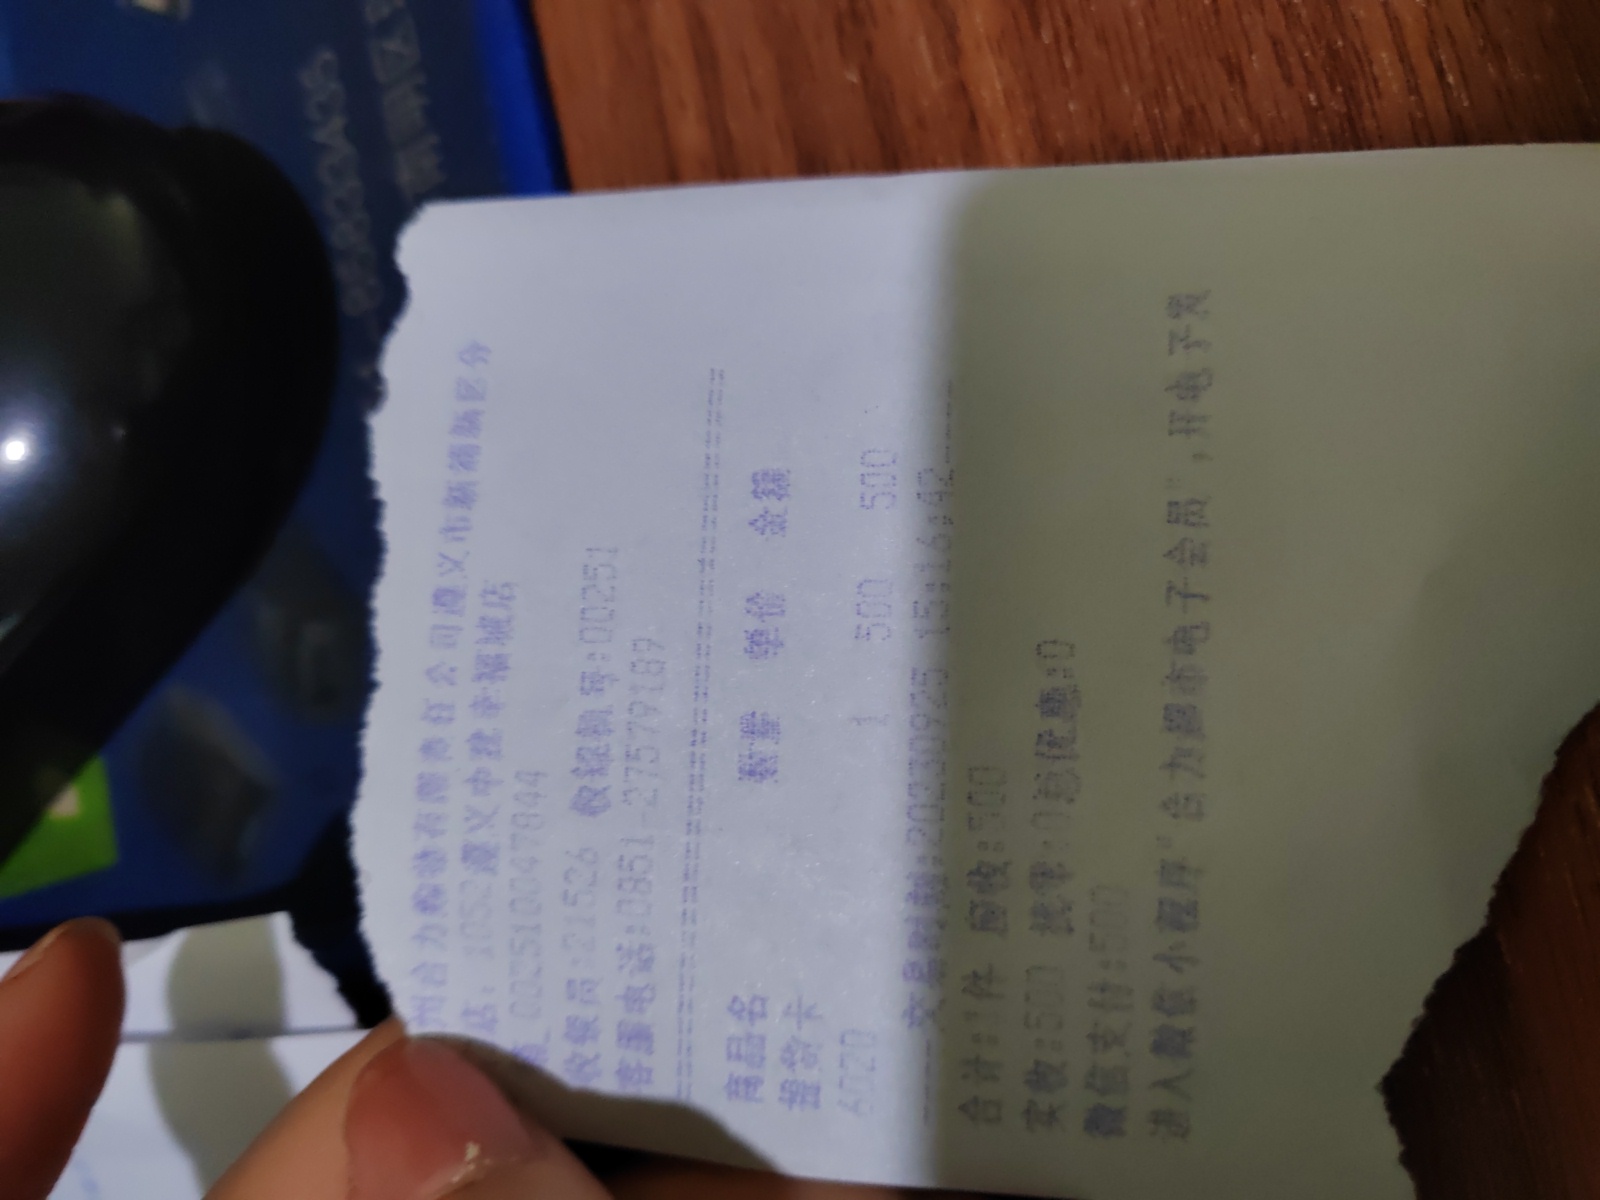 州合力购物有限责任公司遵义市新蒲新区分
店: 1052遵义中建幸福城店
0025100447844
收银员:21526 收银机号:00251
客服电话:0851-27579189
商品名 数量 单价 金额
提货卡
6020 1 500 500
交易时间:20230925 15:16:42
合计:1件 应收:500
实收:500 找零:0总优惠:0
微信支付:500
进入微信小程序"合力超市电子会员",开电子发